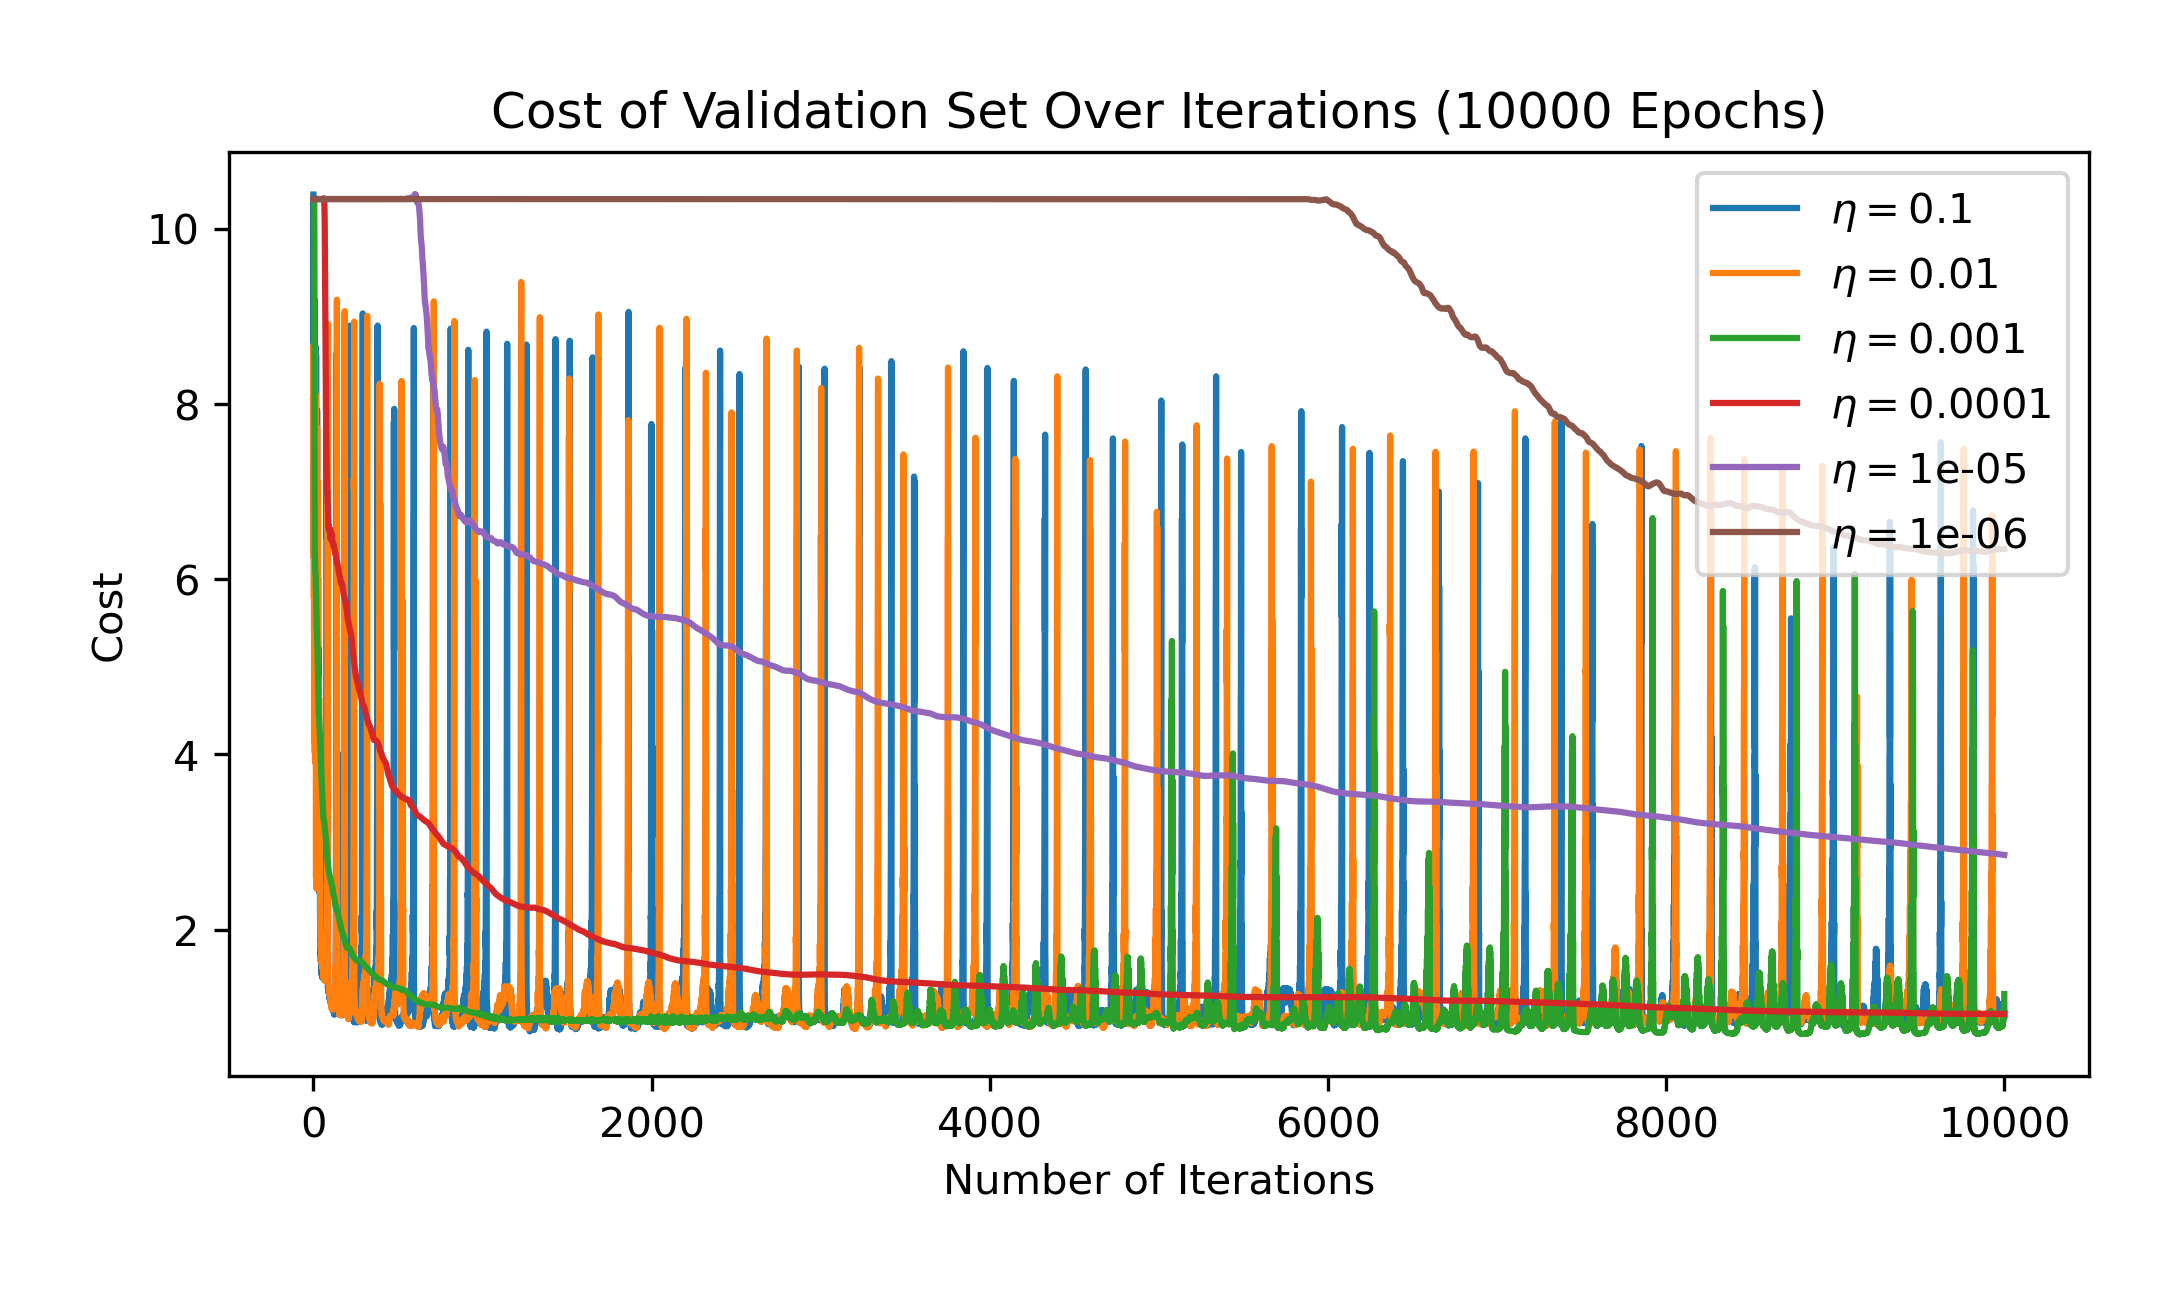 Cost of Validation Set Over Iterations (10000 Epochs)
η = 0.1
η = 0.01
η = 0.001
η = 0.0001
η = 1e-05
η = 1e-06
10
8
6
4
2
Cost
0 2000 4000 6000 8000 10000
Number of Iterations